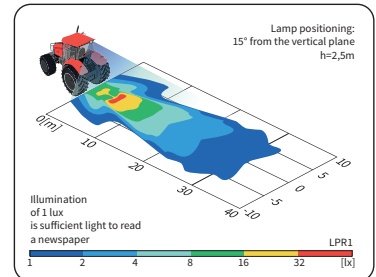 Lamp positioning:
15° from the vertical plane
h=2,5m
0[m]
10
20
30
40
-10
-5
0
5
10
Illumination
of 1 lux
is sufficient light to read
a newspaper
LPR1
1 2 4 8 16 32 [lx]